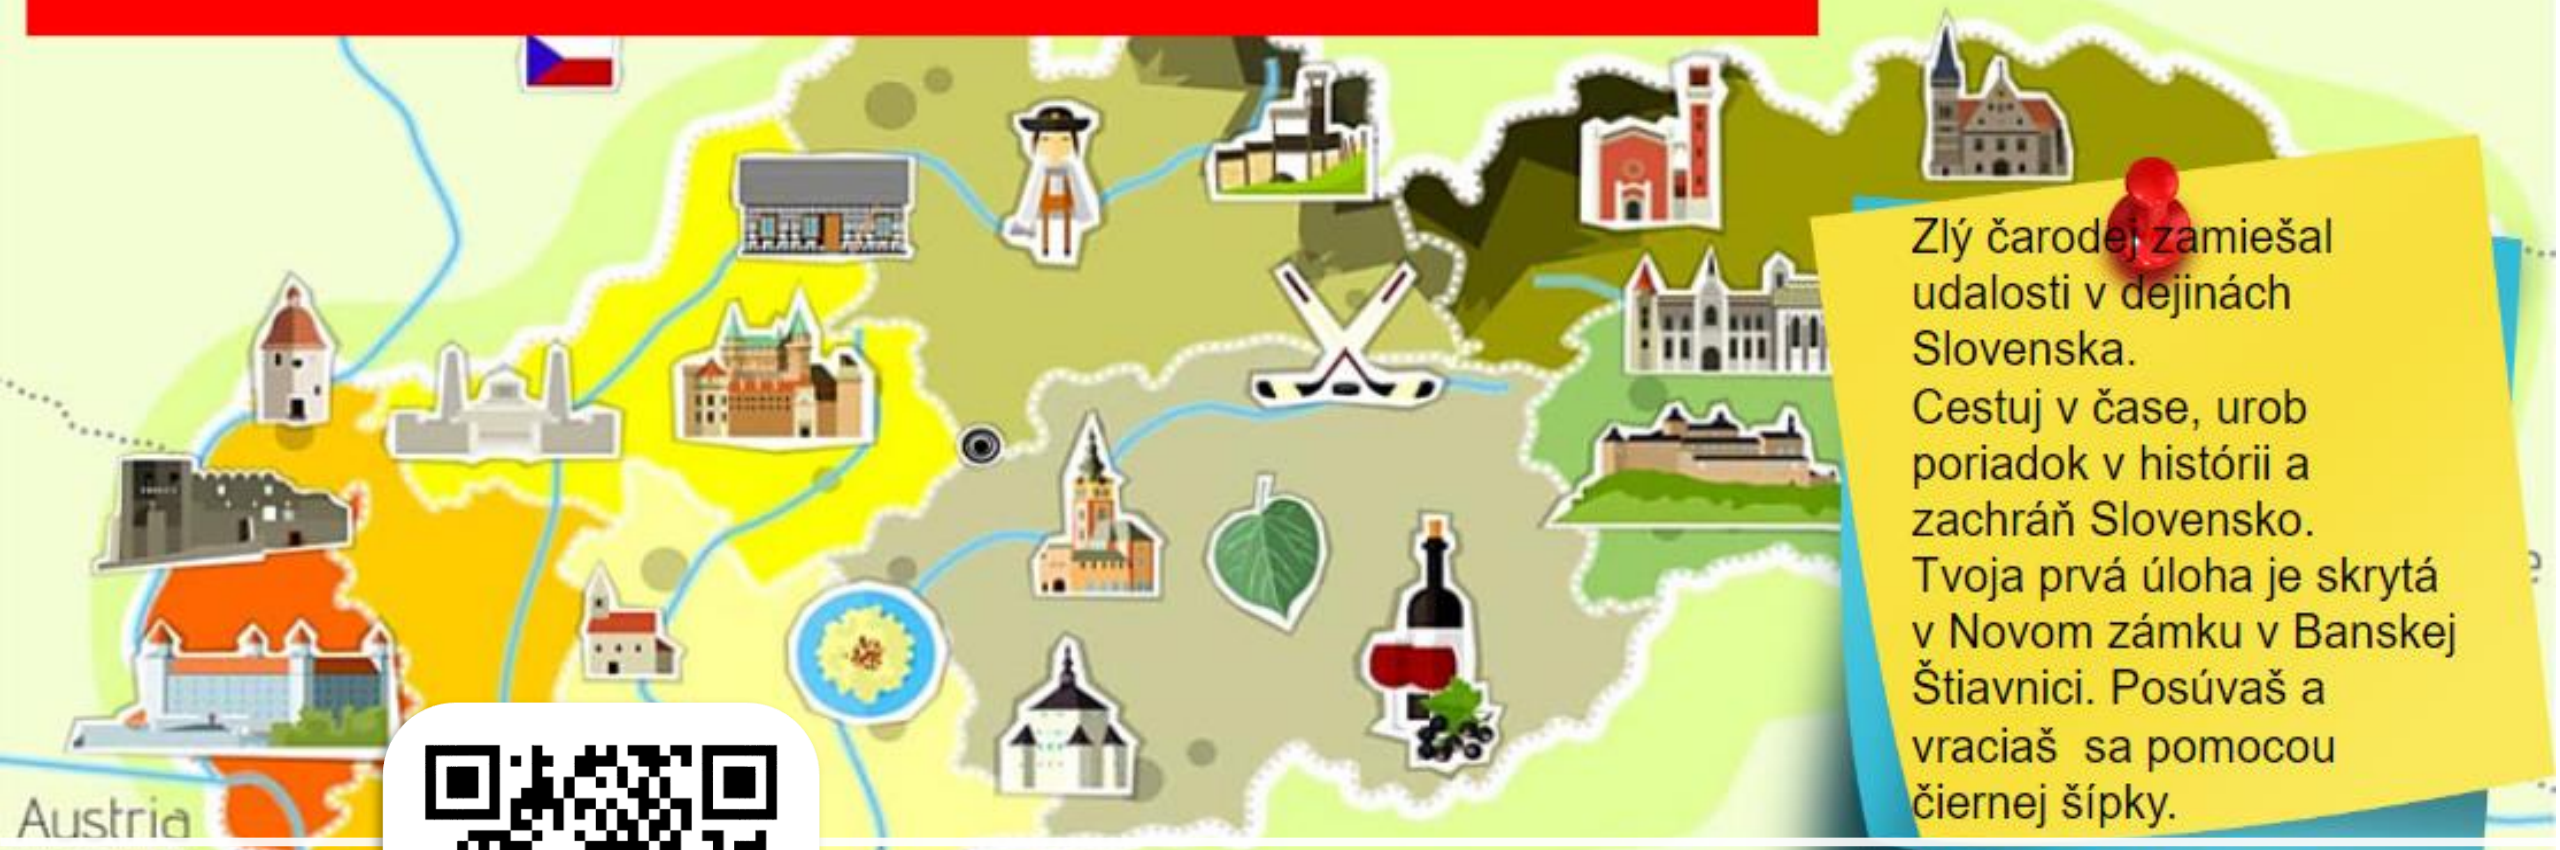 Zlý čarodej zamiešal
udalosti v dejinách
Slovenska.
Cestuj v čase, urob
poriadok v histórii a
zachráň Slovensko.
Tvoja prvá úloha je skrytá
v Novom zámku v Banskej
Štiavnici. Posúvaš a
vraciaš sa pomocou
čiernej šípky.
Austria